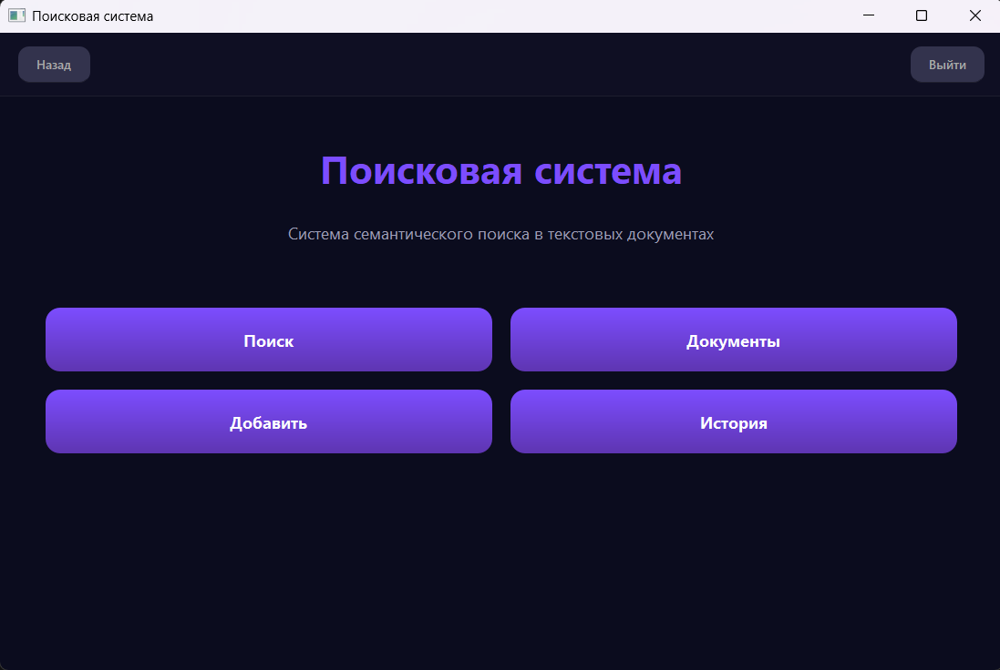 Поисковая система
Назад
Выйти
Поисковая система
Система семантического поиска в текстовых документах
Поиск
Документы
Добавить
История